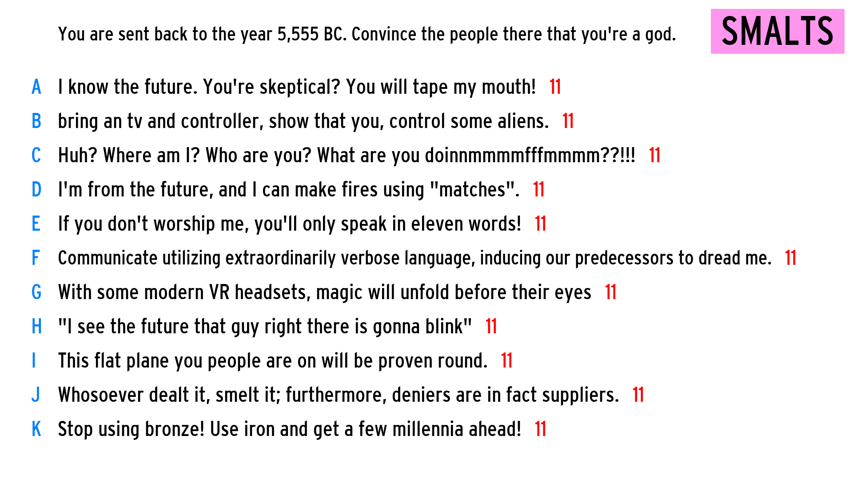 You are sent back to the year 5,555 BC. Convince the people there that you're a god.
SMALTS
A I know the future. You're skeptical? You will tape my mouth! 11
B bring an tv and controller, show that you, control some aliens. 11
C Huh? Where am I? Who are you? What are you doinnmmmmfffmmmm??!!! 11
D I'm from the future, and I can make fires using "matches". 11
E If you don't worship me, you'll only speak in eleven words! 11
F Communicate utilizing extraordinarily verbose language, inducing our predecessors to dread me. 11
G With some modern VR headsets, magic will unfold before their eyes 11
H "I see the future that guy right there is gonna blink" 11
I This flat plane you people are on will be proven round. 11
J Whosoever dealt it, smelt it; furthermore, deniers are in fact suppliers. 11
K Stop using bronze! Use iron and get a few millennia ahead! 11